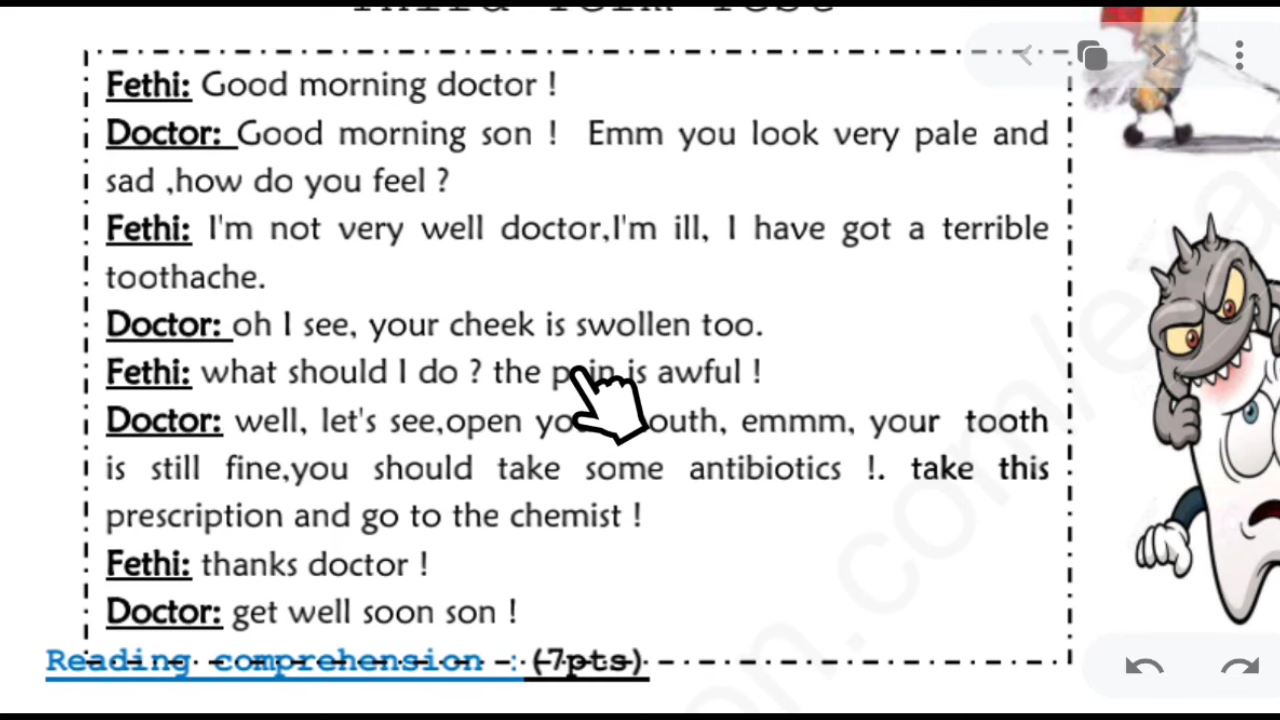 Third Term Test
Fethi: Good morning doctor !
Doctor: Good morning son ! Emm you look very pale and
sad ,how do you feel ?
Fethi: I'm not very well doctor,I'm ill, I have got a terrible
toothache.
Doctor: oh I see, your cheek is swollen too.
Fethi: what should I do ? the pain is awful !
Doctor: well, let's see,open your mouth, emmm, your tooth
is still fine,you should take some antibiotics !. take this
prescription and go to the chemist !
Fethi: thanks doctor !
Doctor: get well soon son !
Reading comprehension : (7pts)